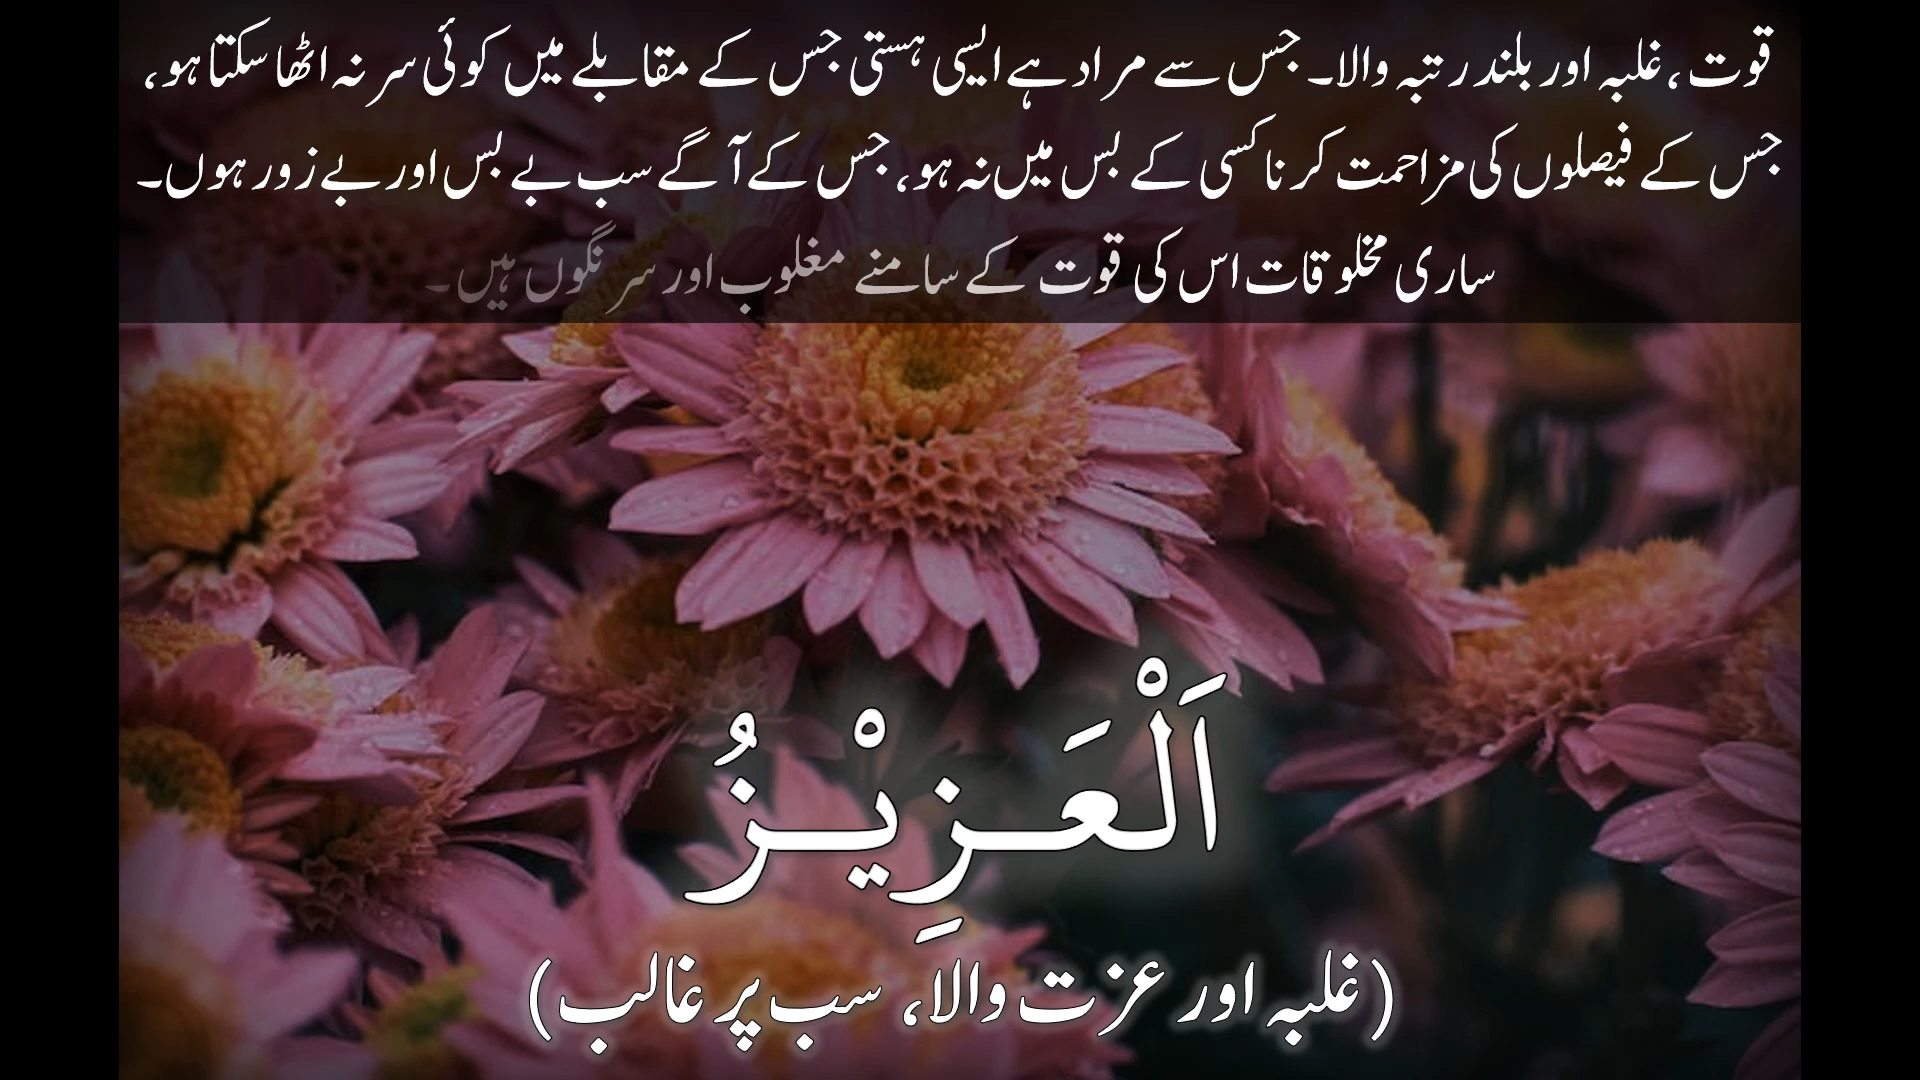 قوت، غلبہ اور بلند رتبہ والا۔ جس سے مراد ہے ایسی ہستی جس کے مقابلے میں کوئی سر نہ اٹھا سکتا ہو،
جس کے فیصلوں کی مزاحمت کرنا کسی کے بس میں نہ ہو، جس کے آگے سب بے بس اور بے زور ہوں۔
ساری مخلوقات اس کی قوت کے سامنے مغلوب اور سرنگوں ہیں۔
اَلْعَزِیْزُ
(غلبہ اور عزت والا، سب پر غالب)